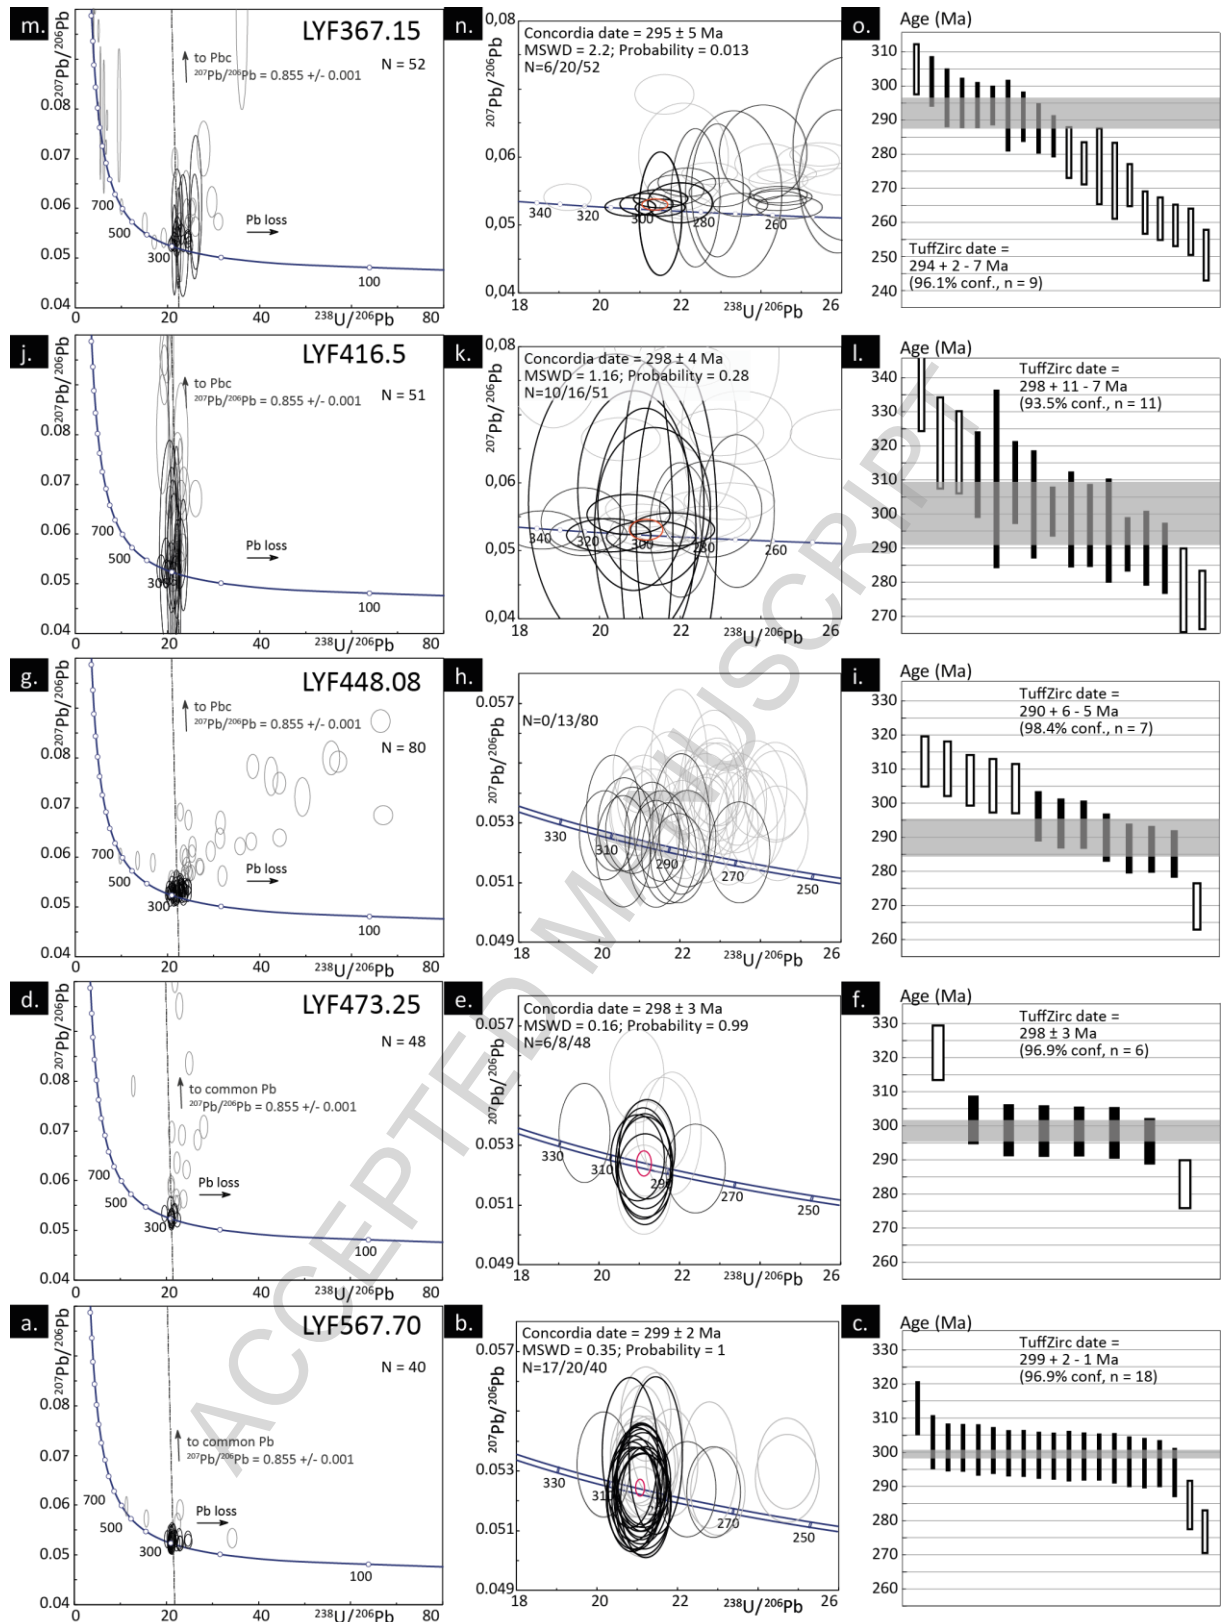 m.
LYF367.15
to Pbc
²⁰⁷Pb/²⁰⁶Pb = 0.855 +/- 0.001
N = 52
²⁰⁷Pb/²⁰⁶Pb
0.08
0.07
0.06
0.05
0.04
700
500
300
100
Pb loss
0 20 40 60 80
²³⁸U/²⁰⁶Pb
n.
Concordia date = 295 ± 5 Ma
MSWD = 2.2; Probability = 0.013
N=6/20/52
²⁰⁷Pb/²⁰⁶Pb
0,08
0,06
0,05
0,04
340 320 300 280 260
18 20 22 24 26
²³⁸U/²⁰⁶Pb
o.
Age (Ma)
310
300
290
280
270
260
250
240
TuffZirc date =
294 + 2 - 7 Ma
(96.1% conf., n = 9)
j.
LYF416.5
to Pbc
²⁰⁷Pb/²⁰⁶Pb = 0.855 +/- 0.001
N = 51
²⁰⁷Pb/²⁰⁶Pb
0.08
0.07
0.06
0.05
0.04
700
500
300
100
Pb loss
0 20 40 60 80
²³⁸U/²⁰⁶Pb
k.
Concordia date = 298 ± 4 Ma
MSWD = 1.16; Probability = 0.28
N=10/16/51
²⁰⁷Pb/²⁰⁶Pb
0,08
0,06
0,05
0,04
340 320 300 280 260
18 20 22 24 26
²³⁸U/²⁰⁶Pb
l.
Age (Ma)
TuffZirc date =
298 + 11 - 7 Ma
(93.5% conf., n = 11)
340
330
320
310
300
290
280
270
g.
LYF448.08
to Pbc
²⁰⁷Pb/²⁰⁶Pb = 0.855 +/- 0.001
N = 80
²⁰⁷Pb/²⁰⁶Pb
0.08
0.07
0.06
0.05
0.04
700
500
300
100
Pb loss
0 20 40 60 80
²³⁸U/²⁰⁶Pb
h.
N=0/13/80
²⁰⁷Pb/²⁰⁶Pb
0.057
0.053
0.051
0.049
330 310 290 270 250
18 20 22 24 26
²³⁸U/²⁰⁶Pb
i.
Age (Ma)
TuffZirc date =
290 + 6 - 5 Ma
(98.4% conf., n = 7)
330
320
310
300
290
280
270
260
d.
LYF473.25
N = 48
to common Pb
²⁰⁷Pb/²⁰⁶Pb = 0.855 +/- 0.001
²⁰⁷Pb/²⁰⁶Pb
0.08
0.07
0.06
0.05
0.04
700
500
300
100
Pb loss
0 20 40 60 80
²³⁸U/²⁰⁶Pb
e.
Concordia date = 298 ± 3 Ma
MSWD = 0.16; Probability = 0.99
N=6/8/48
²⁰⁷Pb/²⁰⁶Pb
0.057
0.053
0.051
0.049
330 310 290 270 250
18 20 22 24 26
²³⁸U/²⁰⁶Pb
f.
Age (Ma)
TuffZirc date =
298 ± 3 Ma
(96.9% conf, n = 6)
330
320
310
300
290
280
270
260
a.
LYF567.70
N = 40
to common Pb
²⁰⁷Pb/²⁰⁶Pb = 0.855 +/- 0.001
²⁰⁷Pb/²⁰⁶Pb
0.08
0.07
0.06
0.05
0.04
700
500
300
100
Pb loss
0 20 40 60 80
²³⁸U/²⁰⁶Pb
b.
Concordia date = 299 ± 2 Ma
MSWD = 0.35; Probability = 1
N=17/20/40
²⁰⁷Pb/²⁰⁶Pb
0.057
0.053
0.051
0.049
330 310 270 250
18 20 22 24 26
²³⁸U/²⁰⁶Pb
c.
Age (Ma)
TuffZirc date =
299 + 2 - 1 Ma
(96.9% conf, n = 18)
330
320
310
300
290
280
270
260
ACCEPTED MANUSCRIPT